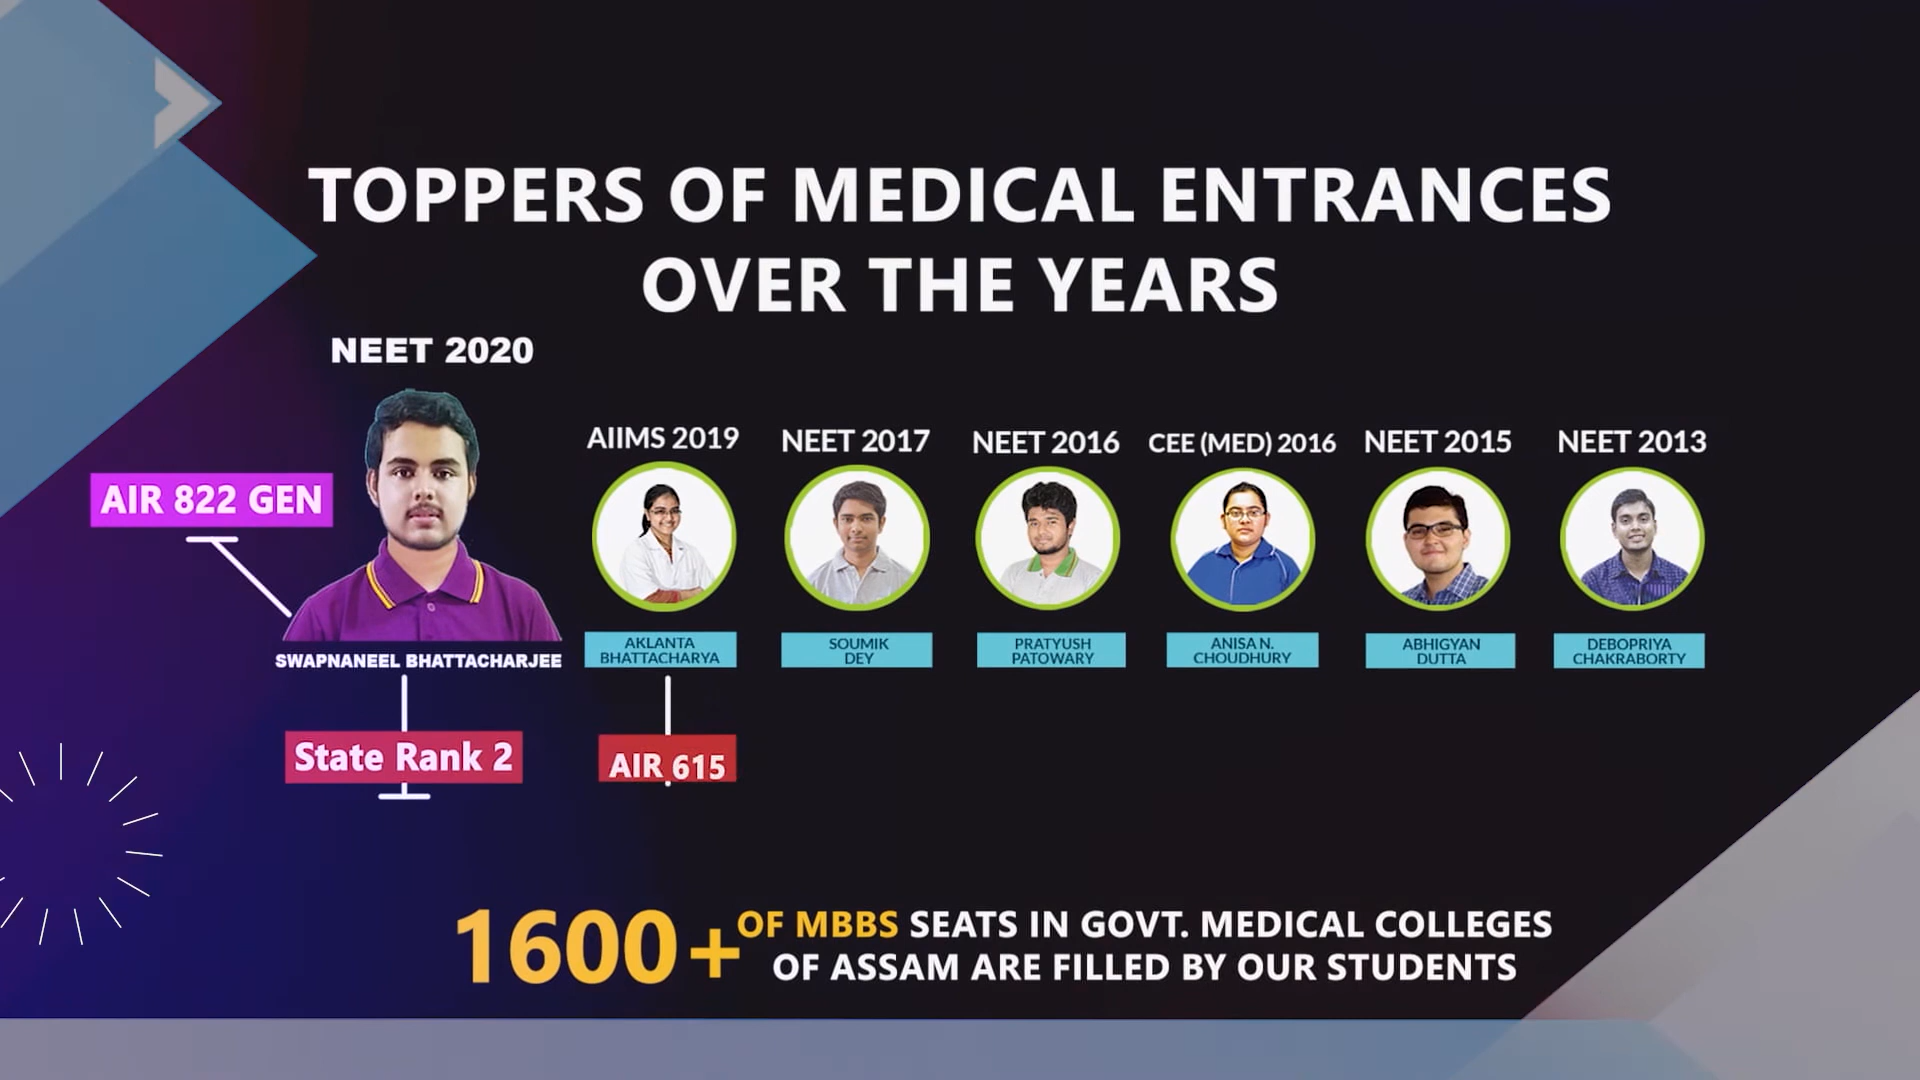 TOPPERS OF MEDICAL ENTRANCES
OVER THE YEARS
NEET 2020
AIR 822 GEN
SWAPNANEEL BHATTACHARJEE
State Rank 2
AIIMS 2019
AKLANTA
BHATTACHARYA
AIR 615
NEET 2017
SOUMIK
DEY
NEET 2016
PRATYUSH
PATOWARY
CEE (MED) 2016
ANISA N.
CHOUDHURY
NEET 2015
ABHIGYAN
DUTTA
NEET 2013
DEBOPRIYA
CHAKRABORTY
1600+ OF MBBS SEATS IN GOVT. MEDICAL COLLEGES
OF ASSAM ARE FILLED BY OUR STUDENTS